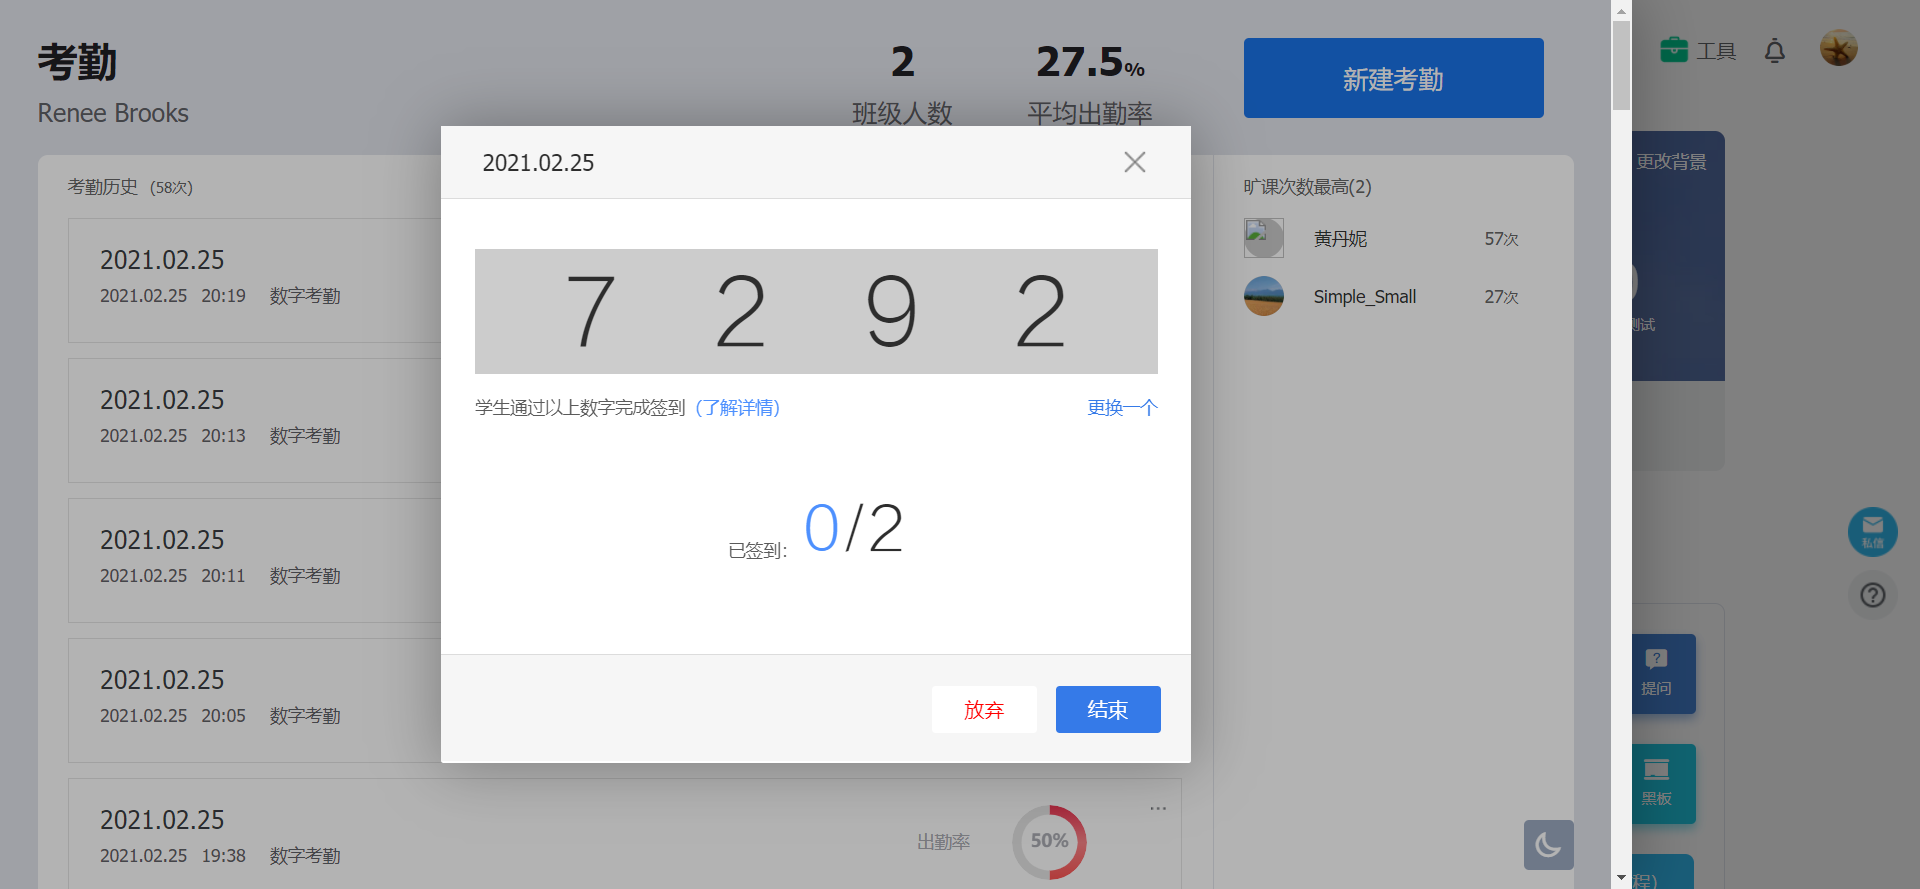 考勤
Renee Brooks
2
班级人数
27.5%
平均出勤率
新建考勤
工具
考勤历史 (58次)
2021.02.25
2021.02.25 20:19 数字考勤
2021.02.25
2021.02.25 20:13 数字考勤
2021.02.25
2021.02.25 20:11 数字考勤
2021.02.25
2021.02.25 20:05 数字考勤
2021.02.25
2021.02.25 19:38 数字考勤
出勤率
50%
2021.02.25
7 2 9 2
学生通过以上数字完成签到（了解详情）
更换一个
已签到: 0/2
放弃
结束
旷课次数最高(2)
黄丹妮 57次
Simple_Small 27次
更改背景
测试
私信
提问
黑板
程)